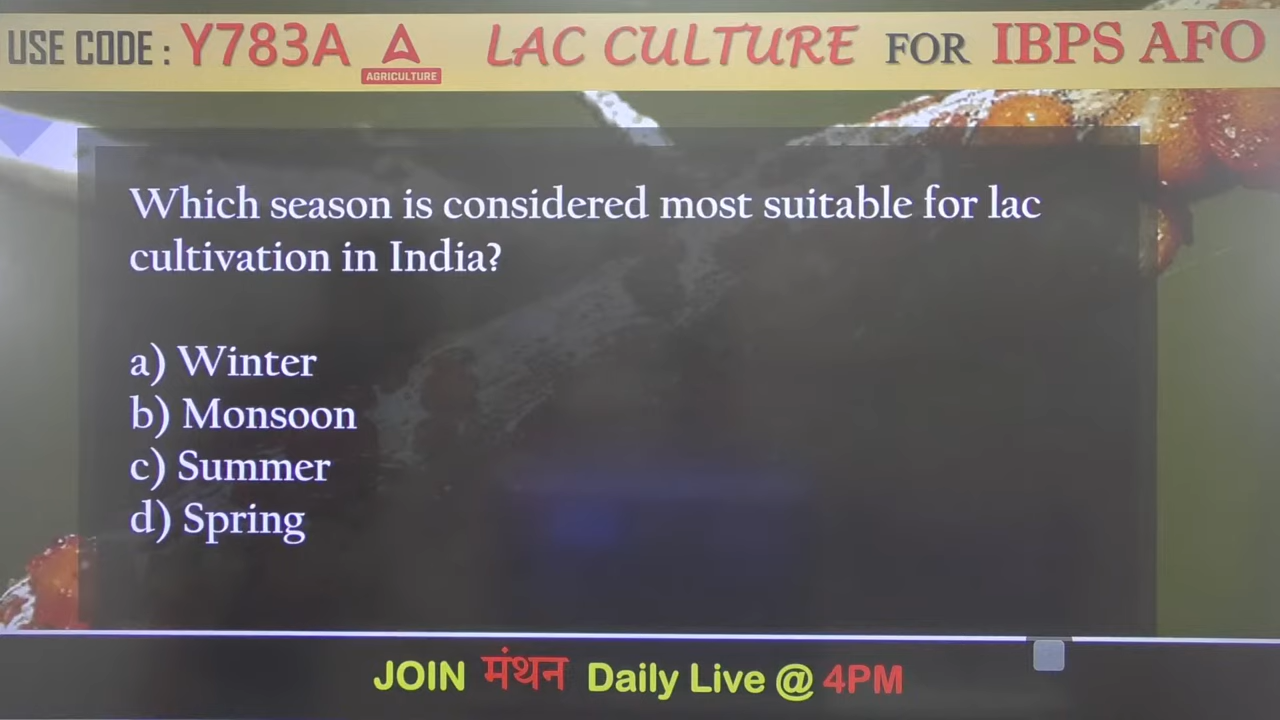 USE CODE : Y783A
AGRICULTURE
LAC CULTURE FOR IBPS AFO
Which season is considered most suitable for lac
cultivation in India?
a) Winter
b) Monsoon
c) Summer
d) Spring
JOIN मंथन Daily Live @ 4PM